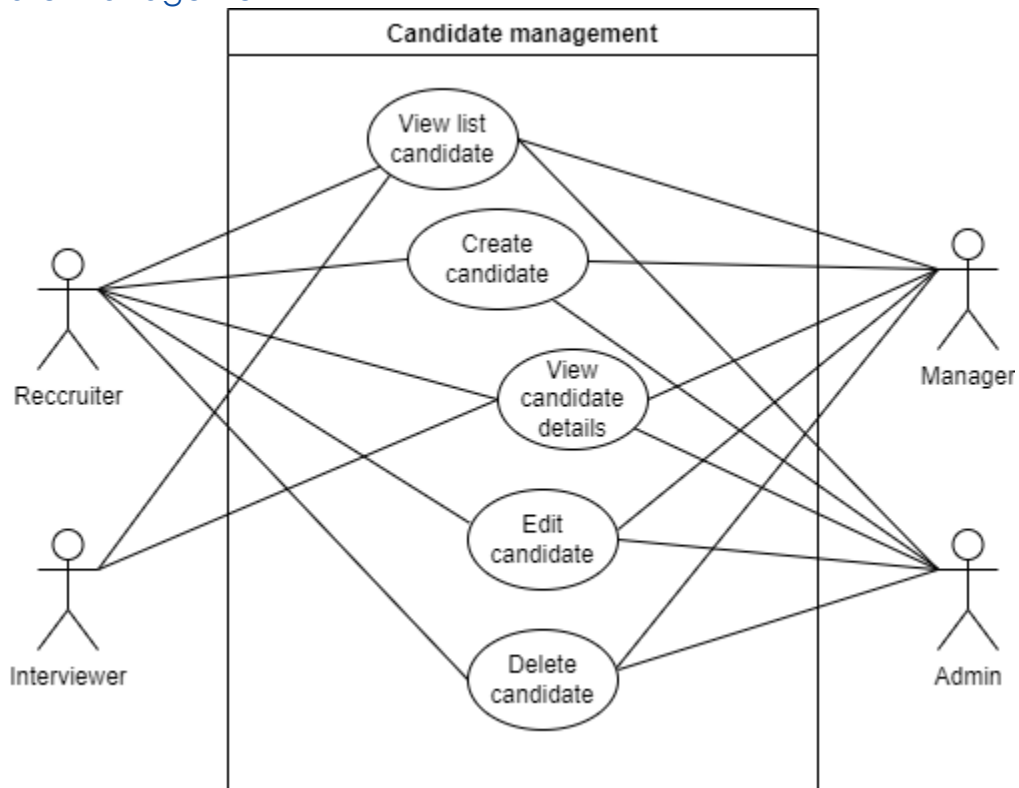 Candidate management
View list
candidate
Create
candidate
View
candidate
details
Manager
Reccruiter
Edit
candidate
Delete
candidate
Interviewer
Admin